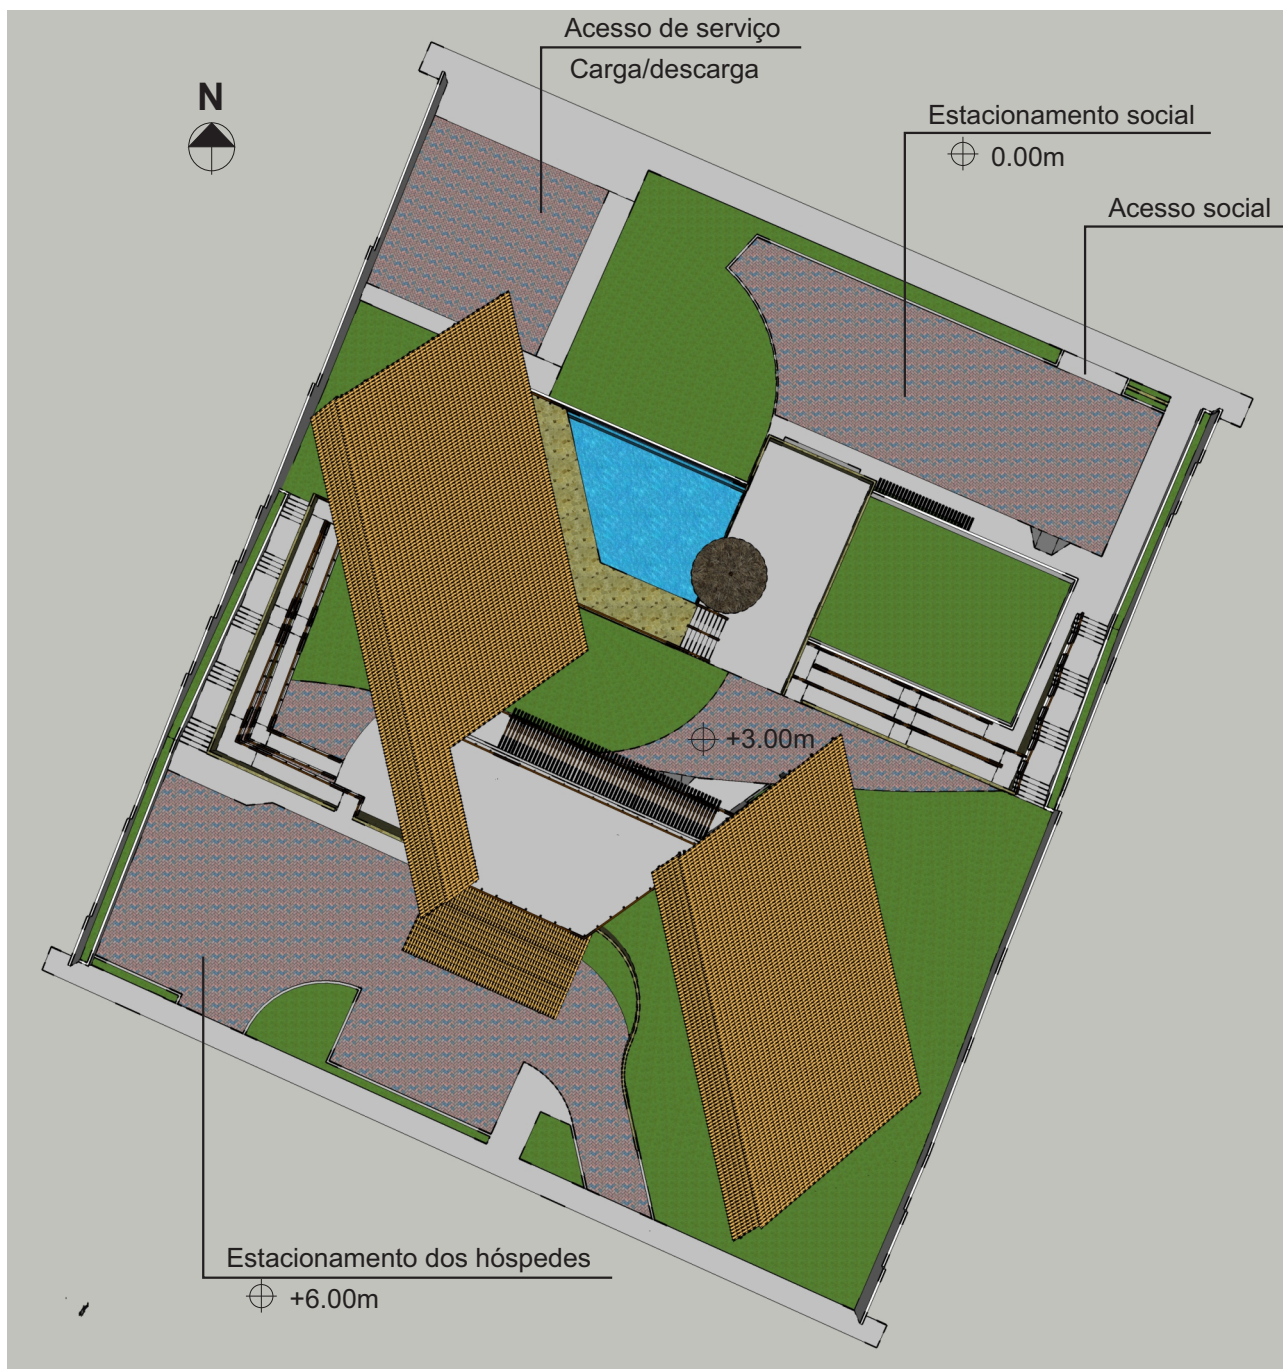 Acesso de serviço
Carga/descarga
N
Estacionamento social
0.00m
Acesso social
+3.00m
Estacionamento dos hóspedes
+6.00m